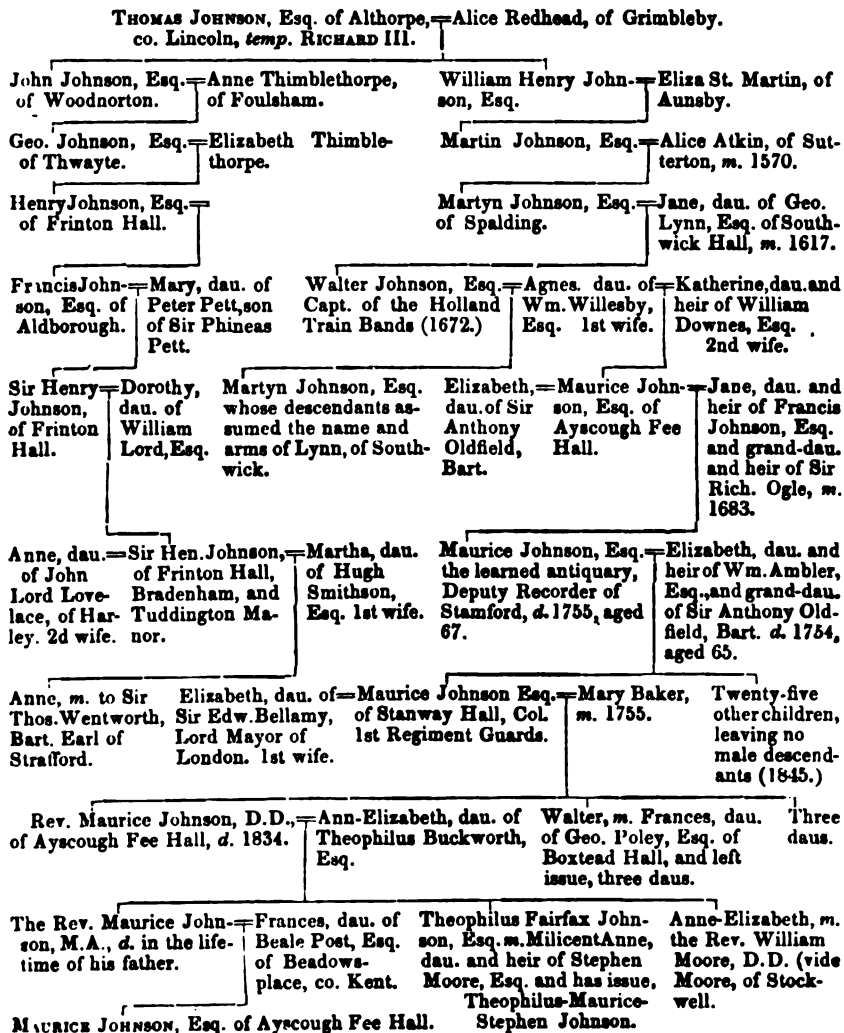 THOMAS JOHNSON, Esq. of Althorpe,=Alice Redhead, of Grimbleby.
co. Lincoln, temp. RICHARD III.
John Johnson, Esq.=Anne Thimblethorpe,
of Woodnorton. of Foulsham.
William Henry John-=Eliza St. Martin, of
son, Esq. Aunsby.
Geo. Johnson, Esq.=Elizabeth Thimble-
of Thwayte. thorpe.
Martin Johnson, Esq.=Alice Atkin, of Sut-
terton, m. 1570.
Henry Johnson, Esq.=
of Frinton Hall.
Martyn Johnson, Esq.=Jane, dau. of Geo.
of Spalding. Lynn, Esq. of South-
wick Hall, m. 1617.
Francis John-=Mary, dau. of
son, Esq. of Peter Pett, son
Aldborough. of Sir Phineas
Pett.
Walter Johnson, Esq.=Agnes. dau. of=Katherine, dau. and
Capt. of the Holland Wm. Willesby, heir of William
Train Bands (1672.) Esq. 1st wife. Downes, Esq.
2nd wife.
Sir Henry=Dorothy,
Johnson, dau. of
of Frinton William
Hall. Lord, Esq.
Martyn Johnson, Esq.
whose descendants as-
sumed the name and
arms of Lynn, of South-
wick.
Elizabeth,=Maurice John-=Jane, dau. and
dau. of Sir son, Esq. of heir of Francis
Anthony Ayscough Fee Johnson, Esq.
Oldfield, Hall. and grand-dau.
Bart. and heir of Sir
Rich. Ogle, m.
1683.
Anne, dau.=Sir Hen. Johnson,=Martha, dau.
of John of Frinton Hall, of Hugh
Lord Love- Bradenham, and Smithson,
lace, of Har- Tuddington Ma- Esq. 1st wife.
ley. 2d wife. nor.
Maurice Johnson, Esq.=Elizabeth, dau. and
the learned antiquary, heir of Wm. Ambler,
Deputy Recorder of Esq., and grand-dau.
Stamford, d. 1755, aged of Sir Anthony Old-
67. field, Bart. d. 1754,
aged 65.
Anne, m. to Sir
Thos. Wentworth,
Bart. Earl of
Strafford.
Elizabeth, dau. of=Maurice Johnson Esq.=Mary Baker,
Sir Edw. Bellamy, of Stanway Hall, Col. m. 1755.
Lord Mayor of 1st Regiment Guards.
London. 1st wife.
Twenty-five
other children,
leaving no
male descend-
ants (1845.)
Rev. Maurice Johnson, D.D.,=Ann-Elizabeth, dau. of
of Ayscough Fee Hall, d. 1834. Theophilus Buckworth,
Esq.
Walter, m. Frances, dau.
of Geo. Poley, Esq. of
Boxtead Hall, and left
issue, three daus.
Three
daus.
The Rev. Maurice John-=Frances, dau. of
son, M.A., d. in the life- Beale Post, Esq.
time of his father. of Beadows-
place, co. Kent.
Theophilus Fairfax John-
son, Esq. m. Milicent Anne,
dau. and heir of Stephen
Moore, Esq. and has issue,
Theophilus-Maurice-
Stephen Johnson.
Anne-Elizabeth, m.
the Rev. William
Moore, D.D. (vide
Moore, of Stock-
well.
MAURICE JOHNSON, Esq. of Ayscough Fee Hall.